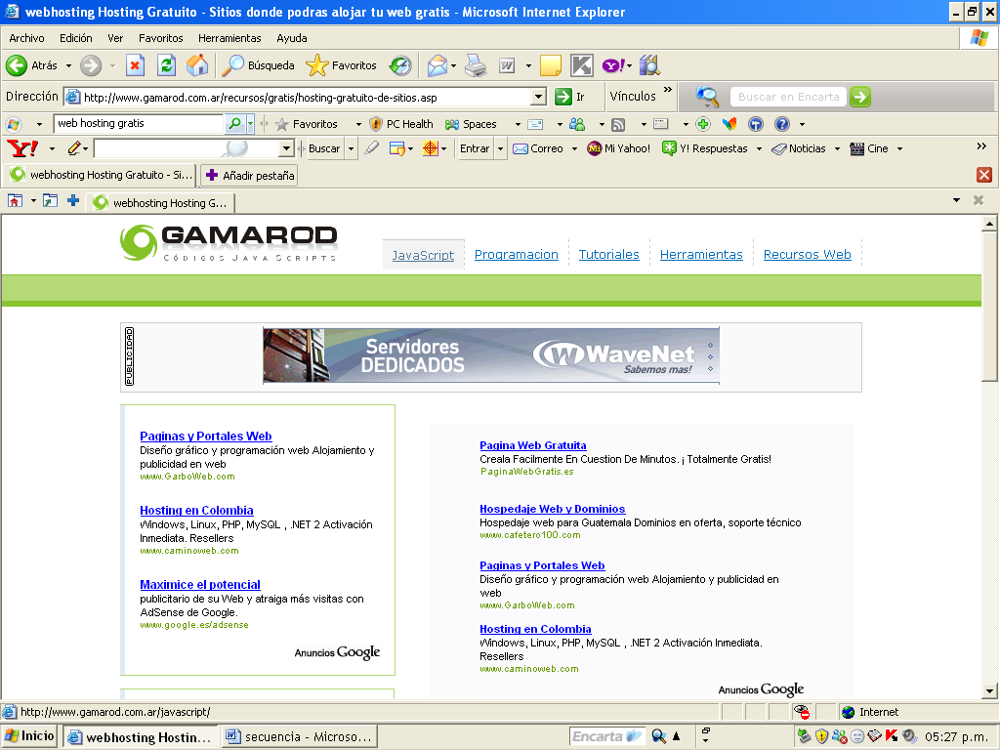 webhosting Hosting Gratuito - Sitios donde podras alojar tu web gratis - Microsoft Internet Explorer
Archivo Edición Ver Favoritos Herramientas Ayuda
Atrás Búsqueda Favoritos
Dirección http://www.gamarod.com.ar/recursos/gratis/hosting-gratuito-de-sitios.asp Ir Vínculos » Buscar en Encarta
web hosting gratis Favoritos PC Health Spaces
Y! Buscar Entrar Correo Mi Yahoo! Y! Respuestas Noticias Cine »
webhosting Hosting Gratuito - Si... Añadir pestaña
webhosting Hosting G...
GAMAROD
CÓDIGOS JAVA SCRIPTS
JavaScript Programacion Tutoriales Herramientas Recursos Web
PUBLICIDAD
Servidores
DEDICADOS
WaveNet
Sabemos mas!
Paginas y Portales Web
Diseño gráfico y programación web Alojamiento y
publicidad en web
www.GarboWeb.com
Hosting en Colombia
Windows, Linux, PHP, MySQL , .NET 2 Activación
Inmediata. Resellers
www.caminoweb.com
Maximice el potencial
publicitario de su Web y atraiga más visitas con
AdSense de Google.
www.google.es/adsense
Anuncios Google
Pagina Web Gratuita
Creala Facilmente En Cuestion De Minutos. ¡ Totalmente Gratis!
PaginaWebGratis.es
Hospedaje Web y Dominios
Hospedaje web para Guatemala Dominios en oferta, soporte técnico
www.cafetero100.com
Paginas y Portales Web
Diseño gráfico y programación web Alojamiento y publicidad en
web
www.GarboWeb.com
Hosting en Colombia
Windows, Linux, PHP, MySQL , .NET 2 Activación Inmediata.
Resellers
www.caminoweb.com
Anuncios Google
http://www.gamarod.com.ar/javascript/ Internet
Inicio webhosting Hostin... secuencia - Microso... Encarta 05:27 p.m.